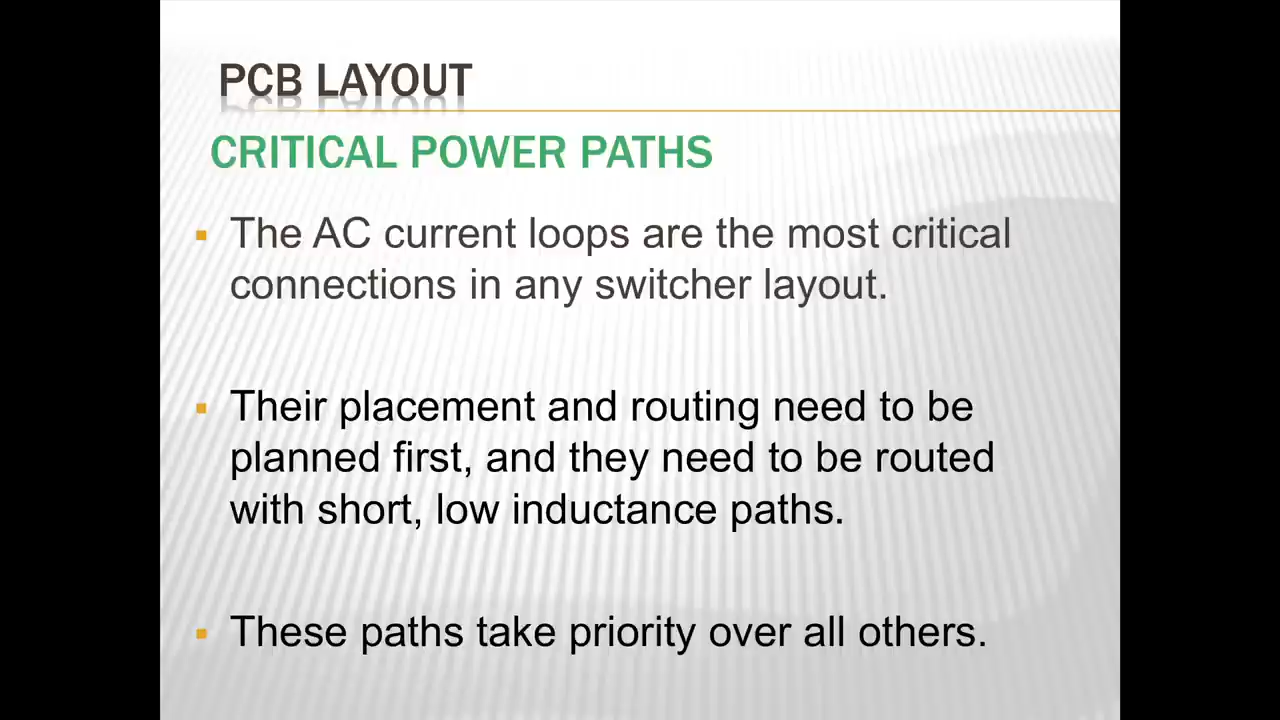 PCB LAYOUT
CRITICAL POWER PATHS
▪ The AC current loops are the most critical
connections in any switcher layout.
▪ Their placement and routing need to be
planned first, and they need to be routed
with short, low inductance paths.
▪ These paths take priority over all others.